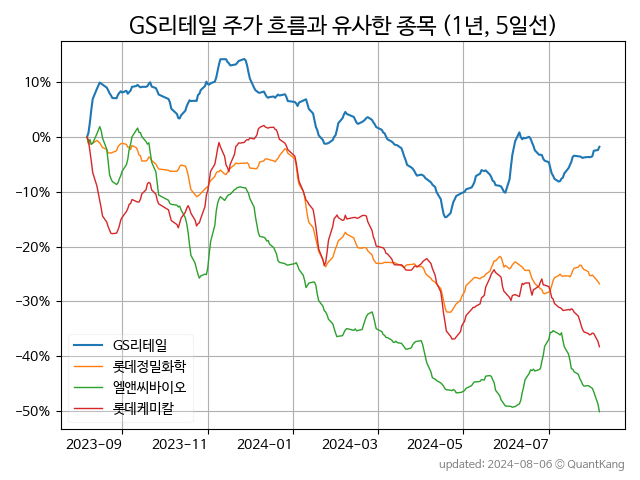 GS리테일 주가 흐름과 유사한 종목 (1년, 5일선)
10%
0%
−10%
−20%
−30%
−40%
−50%
GS리테일
롯데정밀화학
엘앤씨바이오
롯데케미칼
2023-09 2023-11 2024-01 2024-03 2024-05 2024-07
updated: 2024-08-06 © QuantKang